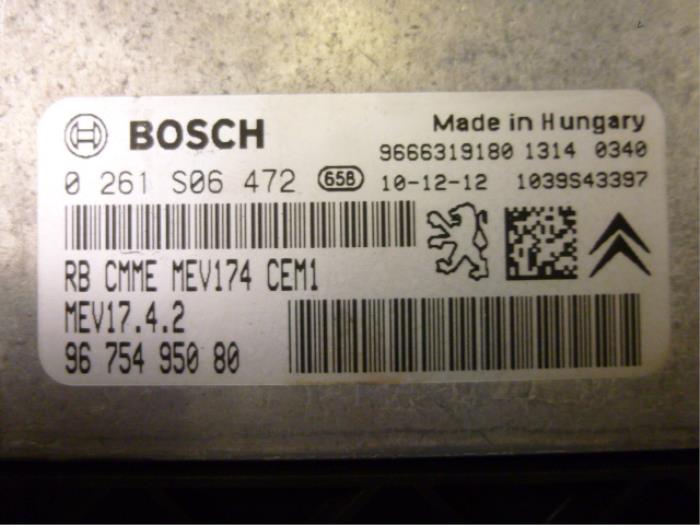 BOSCH
Made in Hungary
9666319180 1314 0340
0 261 S06 472 65B 10-12-12 1039S43397
RB CMME MEV174 CEM1
MEV17.4.2
96 754 950 80